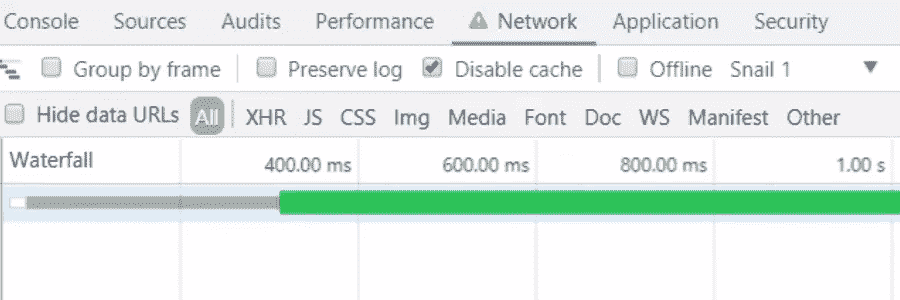 Console Sources Audits Performance Network Application Security
Group by frame Preserve log Disable cache Offline Snail 1
Hide data URLs All XHR JS CSS Img Media Font Doc WS Manifest Other
Waterfall 400.00 ms 600.00 ms 800.00 ms 1.00 s